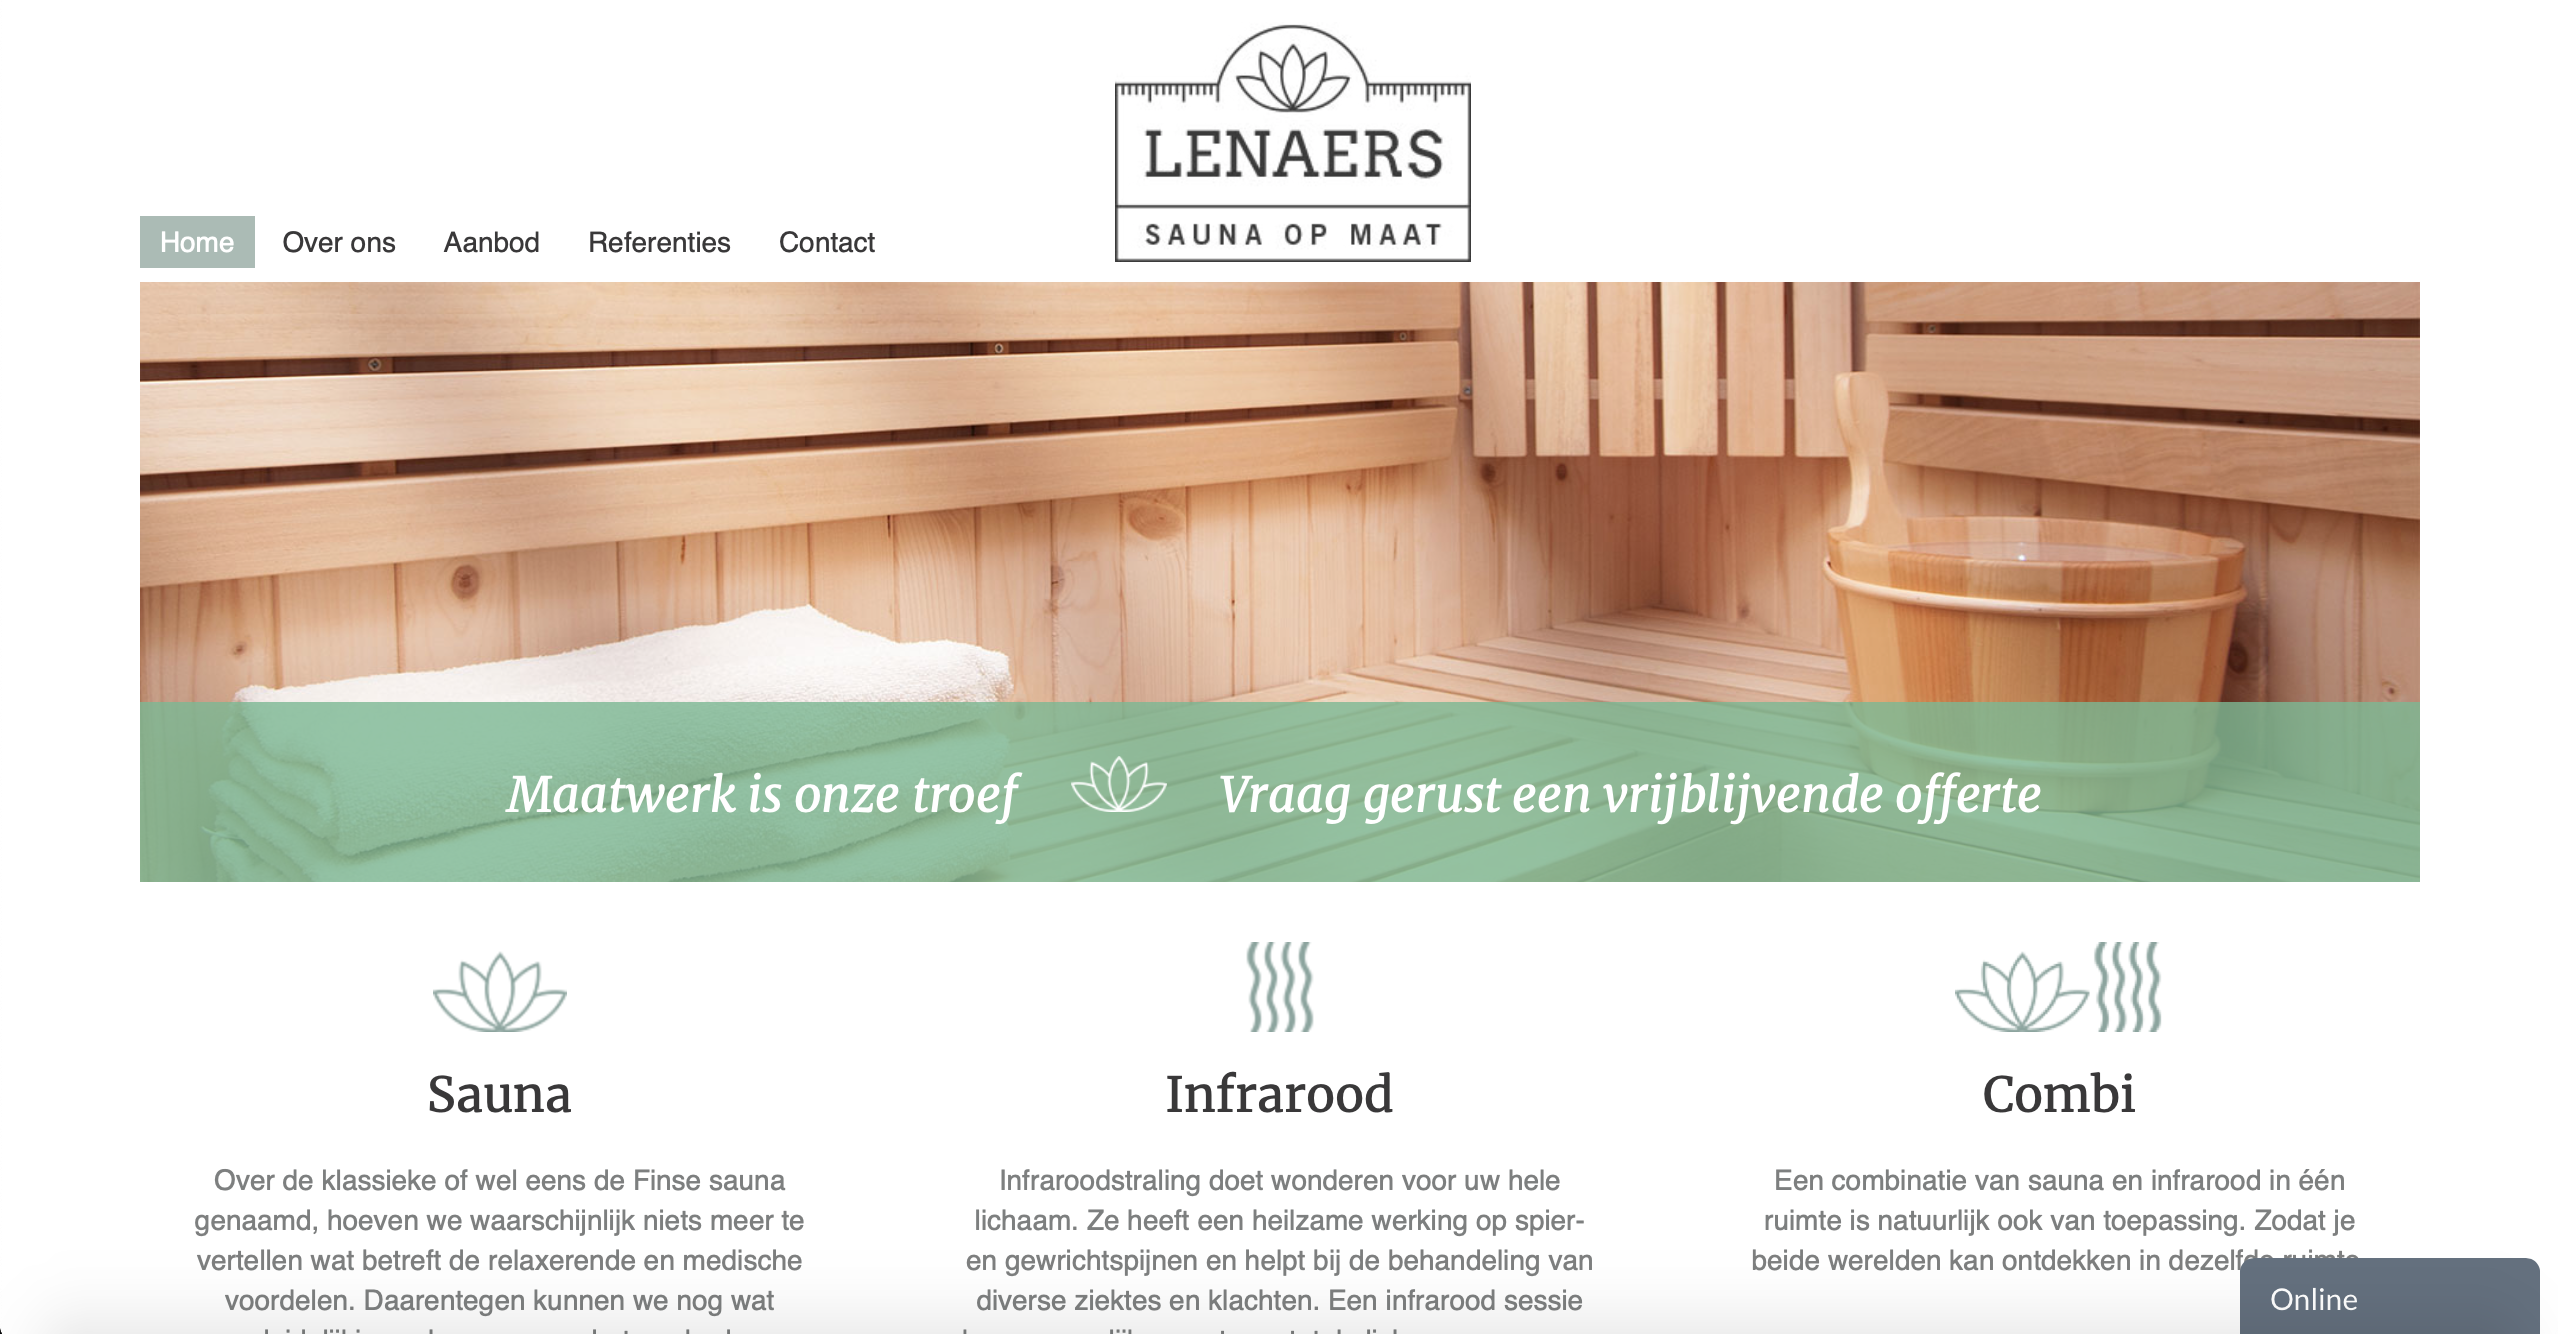 LENAERS
SAUNA OP MAAT
Home Over ons Aanbod Referenties Contact
Maatwerk is onze troef Vraag gerust een vrijblijvende offerte
Sauna
Over de klassieke of wel eens de Finse sauna
genaamd, hoeven we waarschijnlijk niets meer te
vertellen wat betreft de relaxerende en medische
voordelen. Daarentegen kunnen we nog wat
Infrarood
Infraroodstraling doet wonderen voor uw hele
lichaam. Ze heeft een heilzame werking op spier-
en gewrichtspijnen en helpt bij de behandeling van
diverse ziektes en klachten. Een infrarood sessie
Combi
Een combinatie van sauna en infrarood in één
ruimte is natuurlijk ook van toepassing. Zodat je
beide werelden kan ontdekken in dezelfde ruimte.
Online